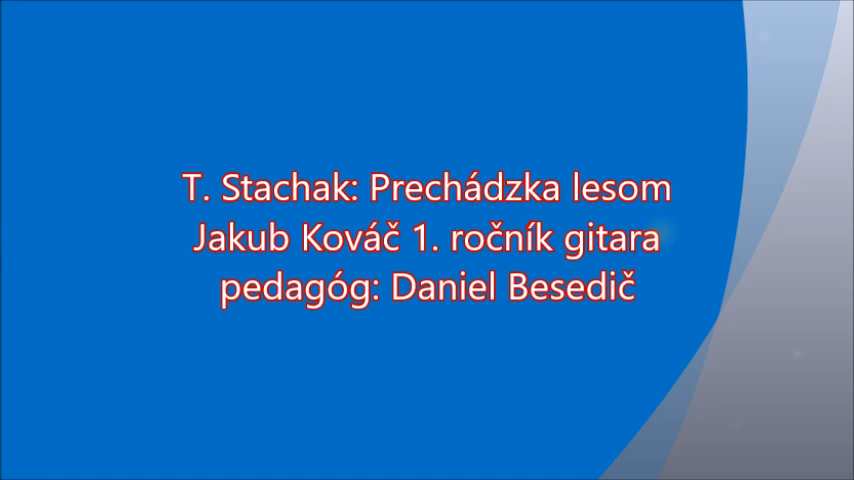 T. Stachak: Prechádzka lesom
Jakub Kováč 1. ročník gitara
pedagóg: Daniel Besedič